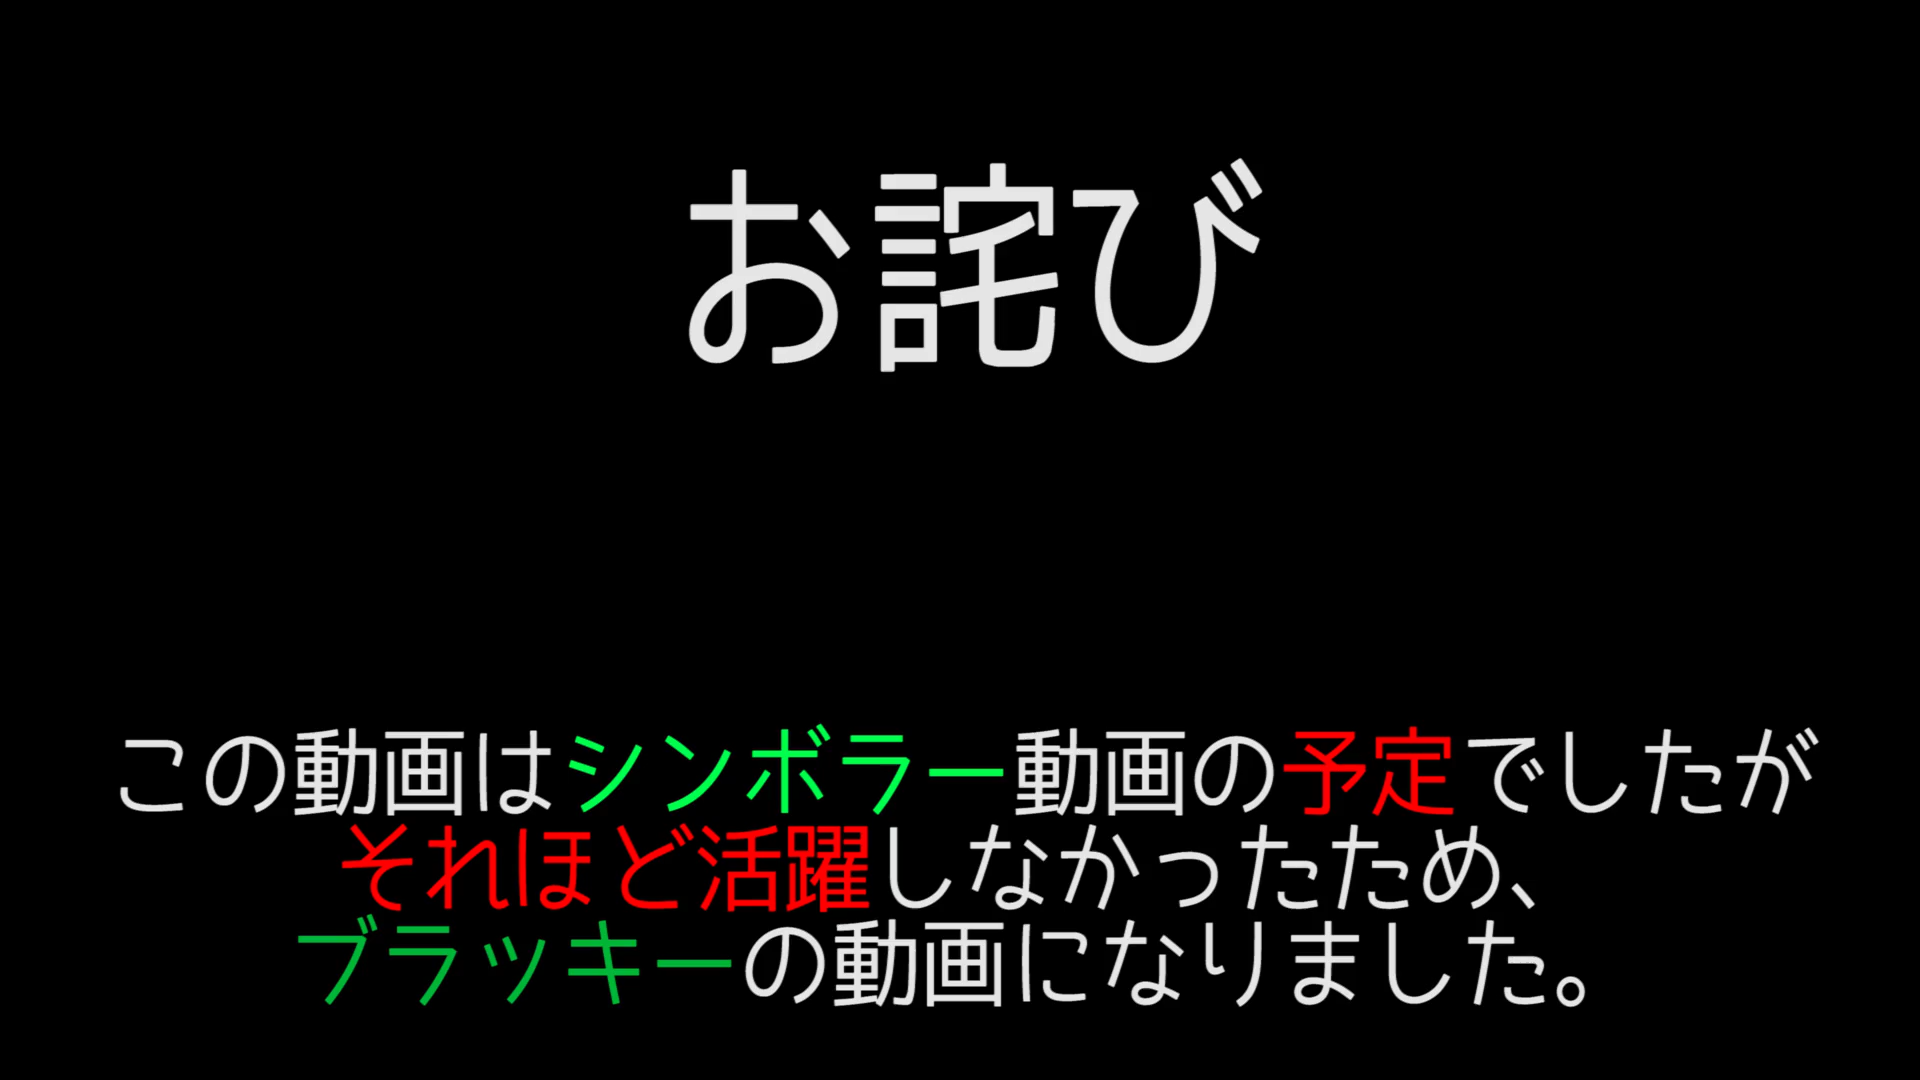 お詫び
この動画はシンボラー動画の予定でしたが
それほど活躍しなかったため、
ブラッキーの動画になりました。